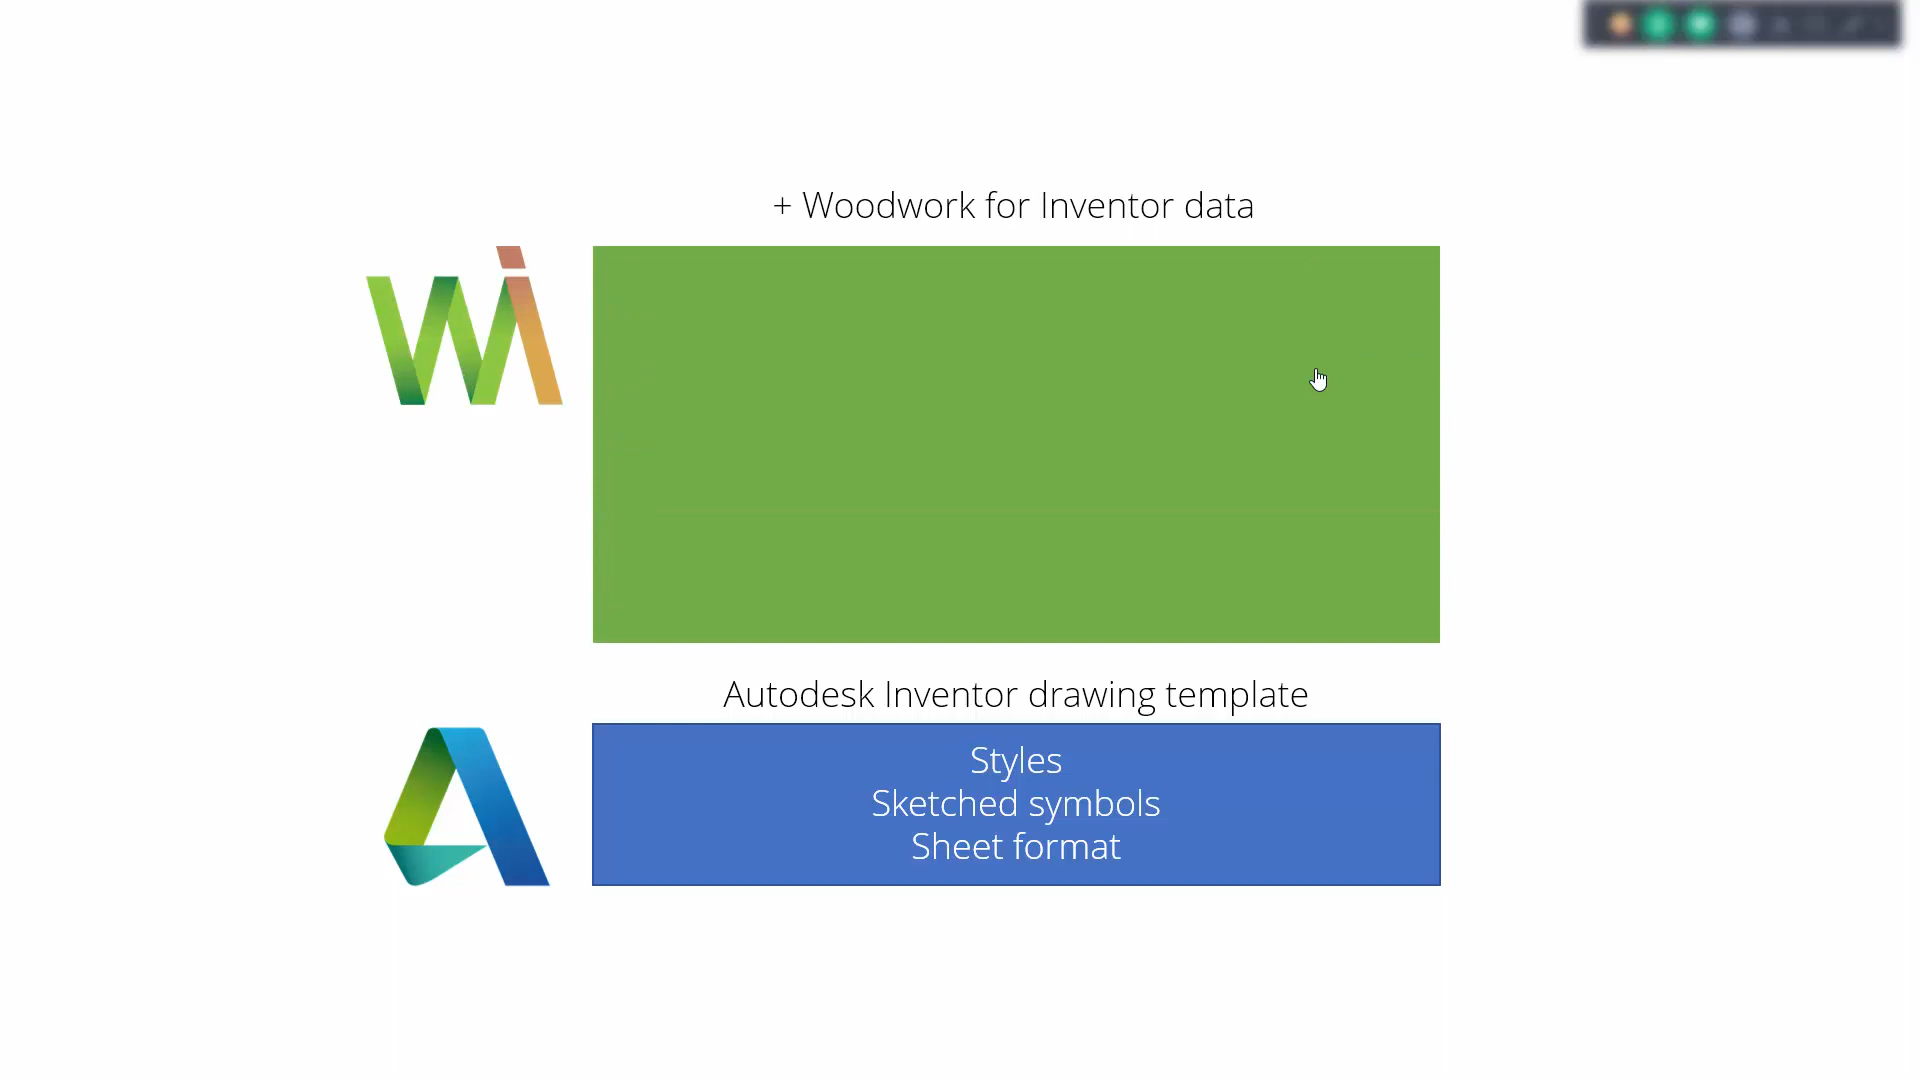 + Woodwork for Inventor data
Autodesk Inventor drawing template
Styles
Sketched symbols
Sheet format